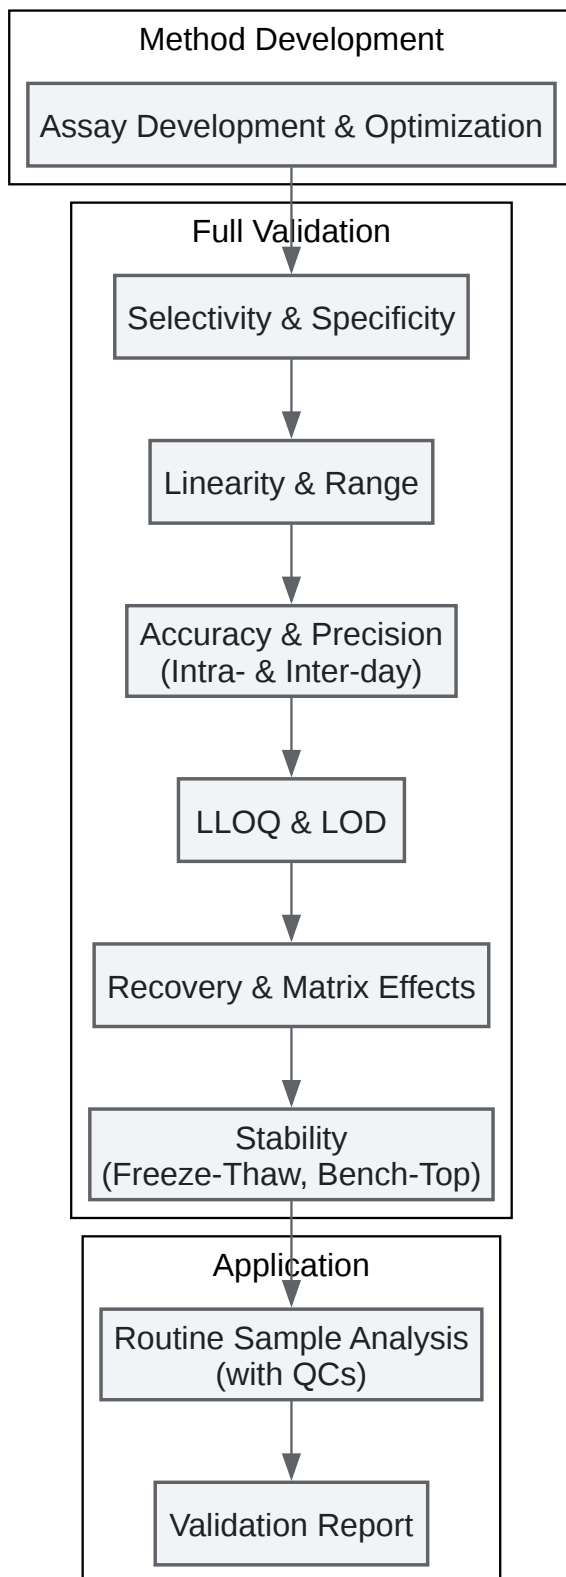 Method Development
Assay Development & Optimization
Full Validation
Selectivity & Specificity
Linearity & Range
Accuracy & Precision
(Intra- & Inter-day)
LLOQ & LOD
Recovery & Matrix Effects
Stability
(Freeze-Thaw, Bench-Top)
Application
Routine Sample Analysis
(with QCs)
Validation Report